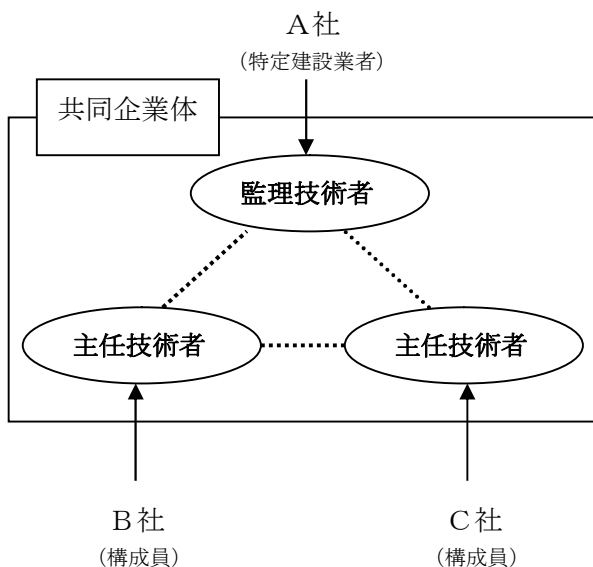 A社
(特定建設業者)
共同企業体
監理技術者
主任技術者
主任技術者
B社
(構成員)
C社
(構成員)